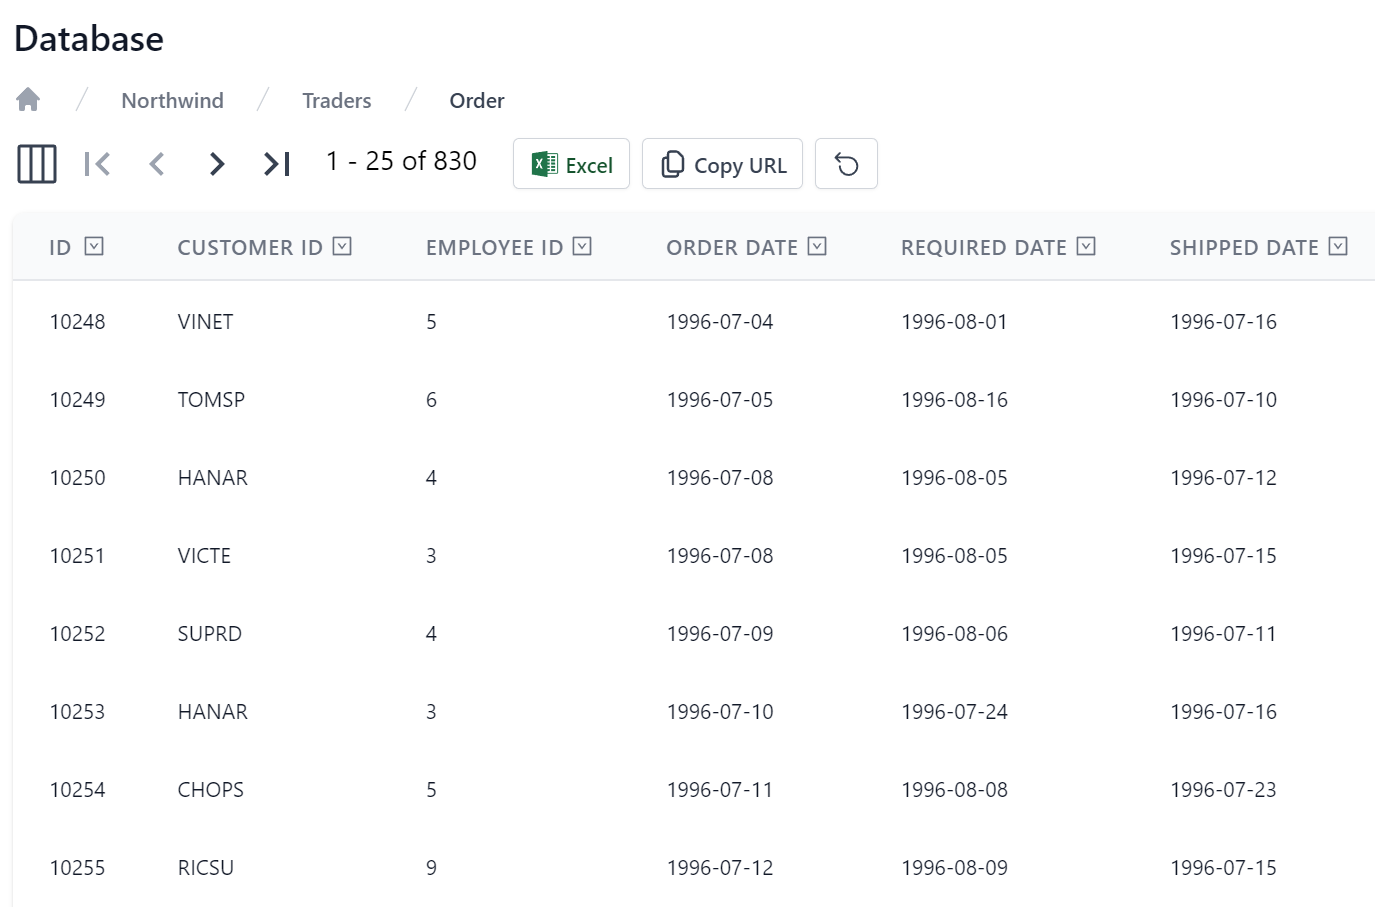 Database
Northwind / Traders / Order
1 - 25 of 830 Excel Copy URL
ID CUSTOMER ID EMPLOYEE ID ORDER DATE REQUIRED DATE SHIPPED DATE
10248 VINET 5 1996-07-04 1996-08-01 1996-07-16
10249 TOMSP 6 1996-07-05 1996-08-16 1996-07-10
10250 HANAR 4 1996-07-08 1996-08-05 1996-07-12
10251 VICTE 3 1996-07-08 1996-08-05 1996-07-15
10252 SUPRD 4 1996-07-09 1996-08-06 1996-07-11
10253 HANAR 3 1996-07-10 1996-07-24 1996-07-16
10254 CHOPS 5 1996-07-11 1996-08-08 1996-07-23
10255 RICSU 9 1996-07-12 1996-08-09 1996-07-15